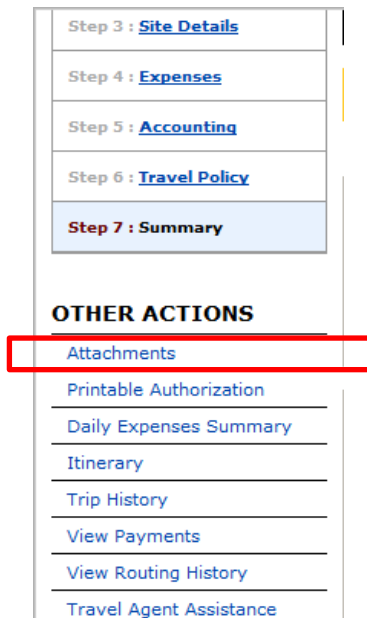 Step 3 : Site Details
Step 4 : Expenses
Step 5 : Accounting
Step 6 : Travel Policy
Step 7 : Summary
OTHER ACTIONS
Attachments
Printable Authorization
Daily Expenses Summary
Itinerary
Trip History
View Payments
View Routing History
Travel Agent Assistance